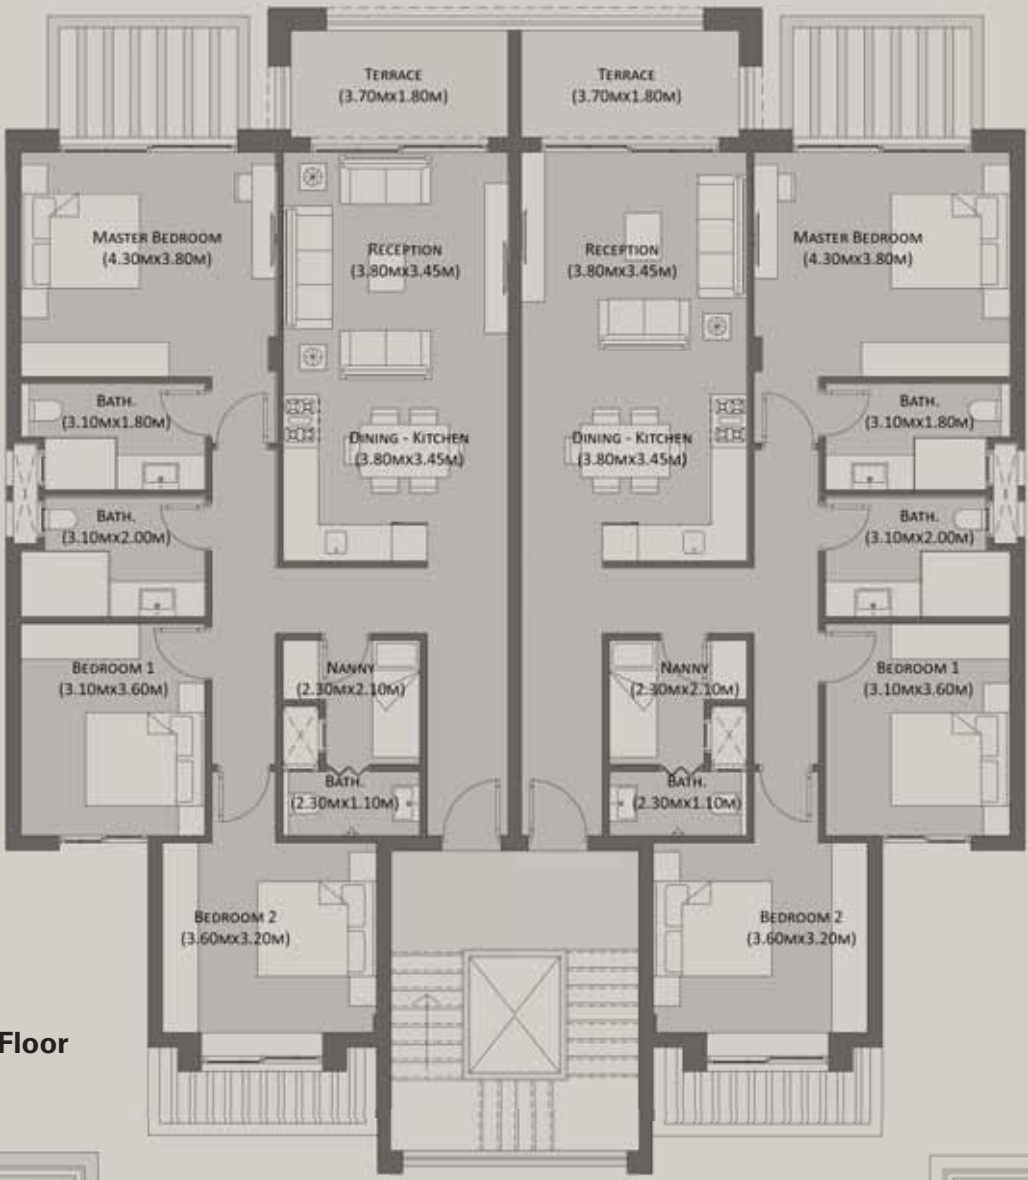 TERRACE
(3.70MX1.80M)
TERRACE
(3.70MX1.80M)
MASTER BEDROOM
(4.30MX3.80M)
RECEPTION
(3.80MX3.45M)
RECEPTION
(3.80MX3.45M)
MASTER BEDROOM
(4.30MX3.80M)
BATH.
(3.10MX1.80M)
DINING - KITCHEN
(3.80MX3.45M)
DINING - KITCHEN
(3.80MX3.45M)
BATH.
(3.10MX1.80M)
BATH.
(3.10MX2.00M)
BATH.
(3.10MX2.00M)
BEDROOM 1
(3.10MX3.60M)
NANNY
(2.30MX2.10M)
NANNY
(2.30MX2.10M)
BEDROOM 1
(3.10MX3.60M)
BATH.
(2.30MX1.10M)
BATH.
(2.30MX1.10M)
BEDROOM 2
(3.60MX3.20M)
BEDROOM 2
(3.60MX3.20M)
Floor